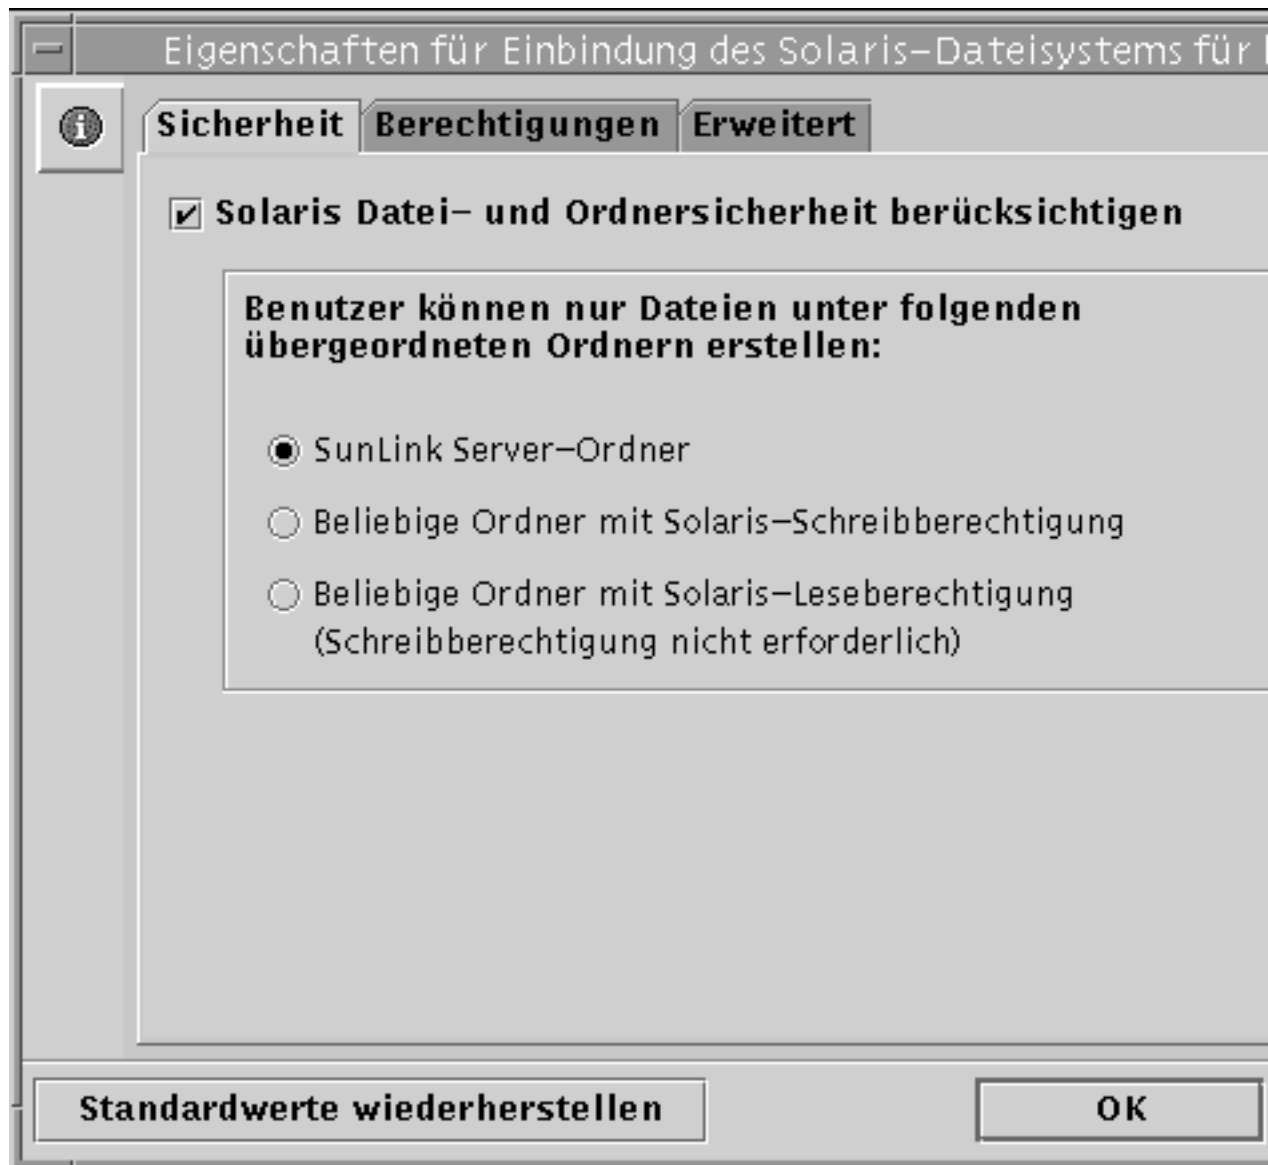 Eigenschaften für Einbindung des Solaris-Dateisystems für
Sicherheit Berechtigungen Erweitert
Solaris Datei- und Ordnersicherheit berücksichtigen
Benutzer können nur Dateien unter folgenden
übergeordneten Ordnern erstellen:
SunLink Server-Ordner
Beliebige Ordner mit Solaris-Schreibberechtigung
Beliebige Ordner mit Solaris-Leseberechtigung
(Schreibberechtigung nicht erforderlich)
Standardwerte wiederherstellen OK